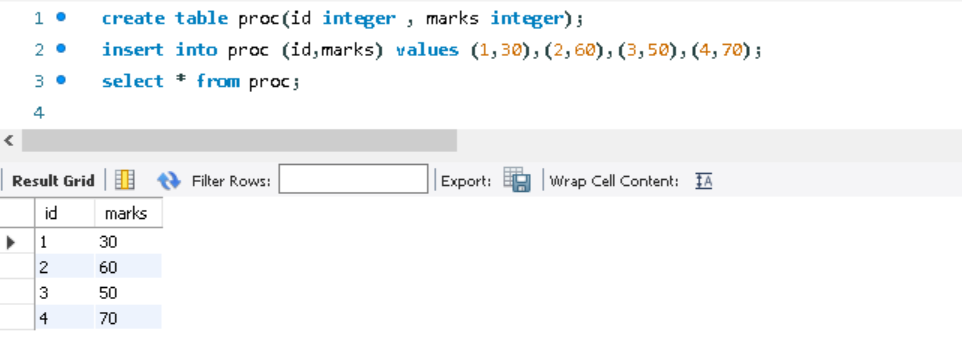 1 create table proc(id integer , marks integer);
2 insert into proc (id,marks) values (1,30),(2,60),(3,50),(4,70);
3 select * from proc;
4
Result Grid Filter Rows: Export: Wrap Cell Content:
id marks
1 30
2 60
3 50
4 70